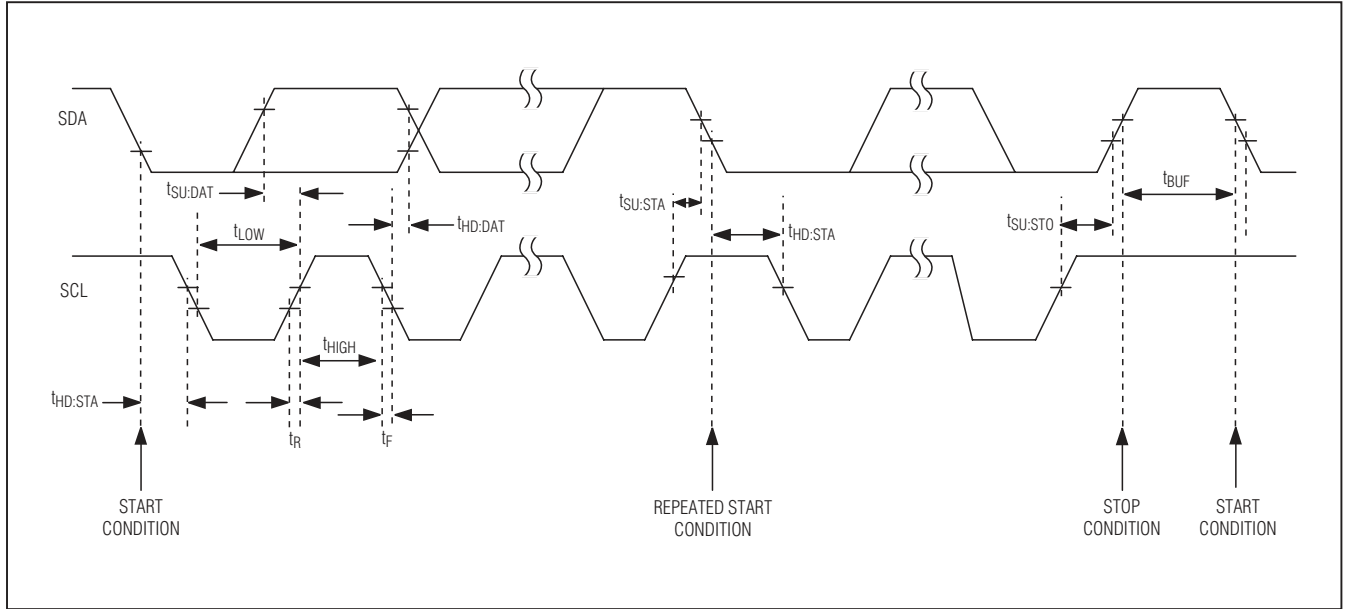 SDA
tSU:DAT
tLOW
tHD:DAT
tSU:STA
tHD:STA
tSU:STO
tBUF
SCL
tHIGH
tHD:STA
tR
tF
START
CONDITION
REPEATED START
CONDITION
STOP
CONDITION
START
CONDITION